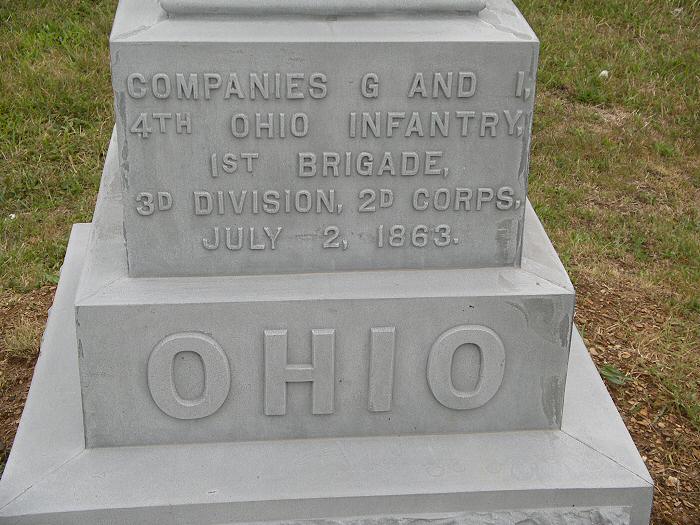 COMPANIES G AND I,
4TH OHIO INFANTRY,
1ST BRIGADE,
3D DIVISION, 2D CORPS,
JULY 2, 1863.
OHIO